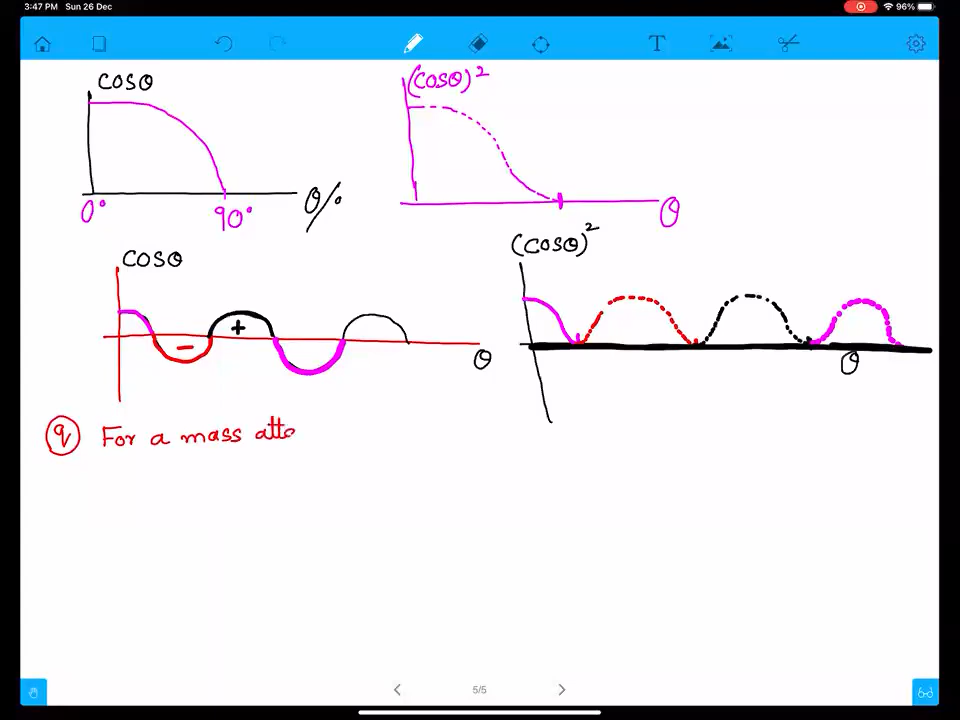 3:47 PM Sun 26 Dec 96%
T
COSθ
(COSθ)²
0°
90°
θ
θ
COSθ
(COSθ)²
+
−
θ
θ
q For a mass atta
5/5